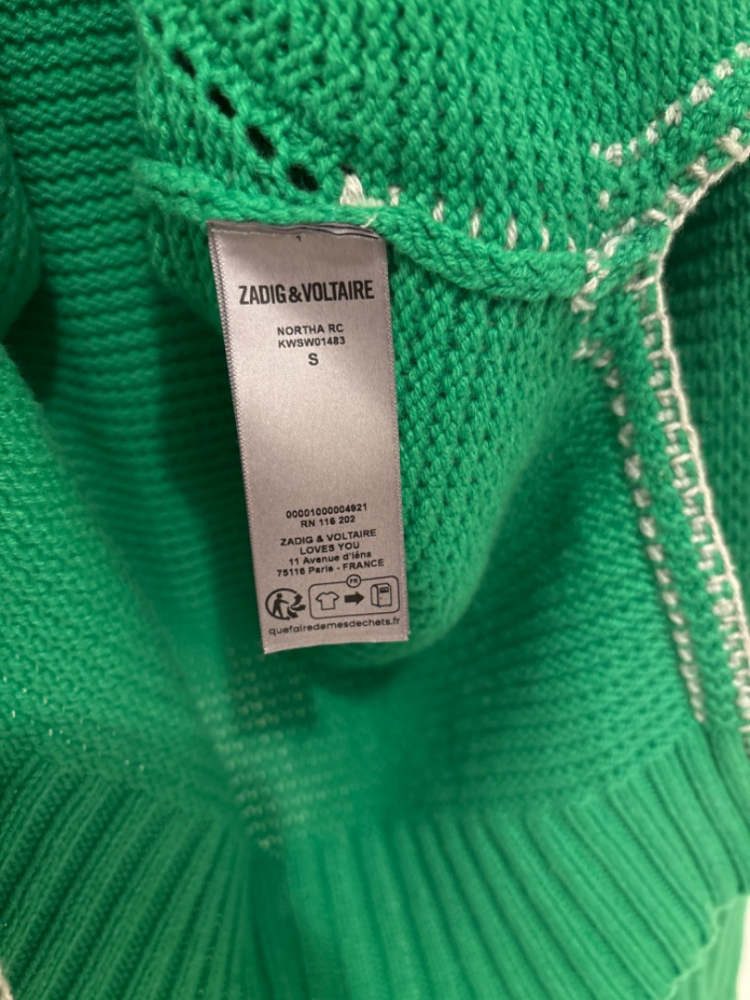 ZADIG&VOLTAIRE
NORTHA RC
KWSW01483
S
00001000004921
RN 116 202
ZADIG & VOLTAIRE
LOVES YOU
11 Avenue d'Iéna
75116 Paris - FRANCE
FR
quefairedemesdechets.fr